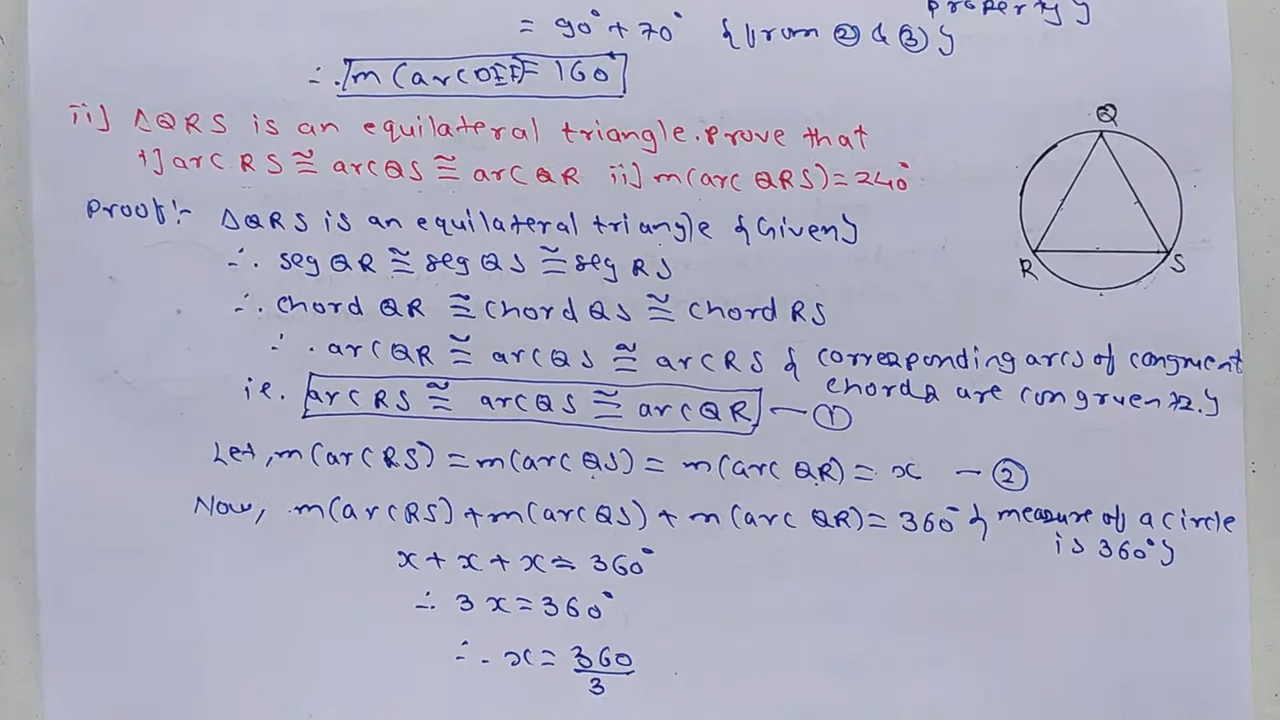 property}
= 90° + 70° {from ② & ③}
∴ m(arc DEF) = 160°
ii] △QRS is an equilateral triangle. prove that
i] arc RS ≅ arc QS ≅ arc QR ii] m(arc QRS) = 240°
Q
R
S
Proof:- △QRS is an equilateral triangle {Given}
∴ seg QR ≅ seg QS ≅ seg RS
∴ chord QR ≅ chord QS ≅ chord RS
∴ arc QR ≅ arc QS ≅ arc RS { corresponding arcs of congruent
chords are congruent.}
ie. arc RS ≅ arc QS ≅ arc QR — ①
Let, m(arc RS) = m(arc QS) = m(arc QR) = x — ②
Now, m(arc RS) + m(arc QS) + m(arc QR) = 360° { measure of a circle
is 360°}
x + x + x = 360°
∴ 3x = 360°
∴ x = 360/3